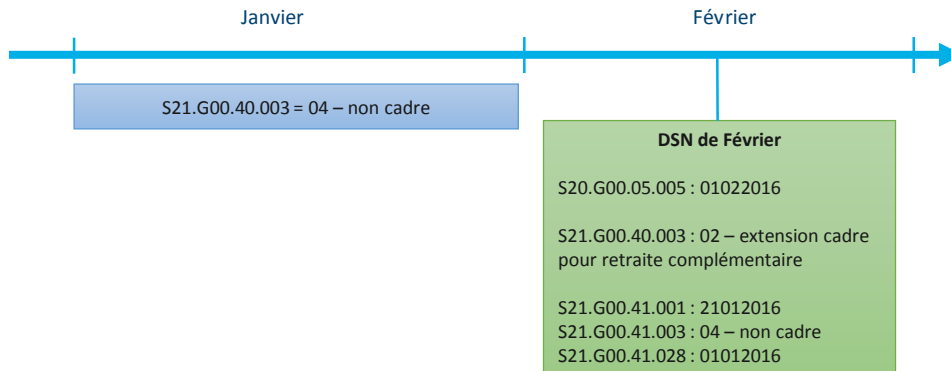 Janvier
Février
S21.G00.40.003 = 04 – non cadre
DSN de Février
S20.G00.05.005 : 01022016
S21.G00.40.003 : 02 – extension cadre
pour retraite complémentaire
S21.G00.41.001 : 21012016
S21.G00.41.003 : 04 – non cadre
S21.G00.41.028 : 01012016